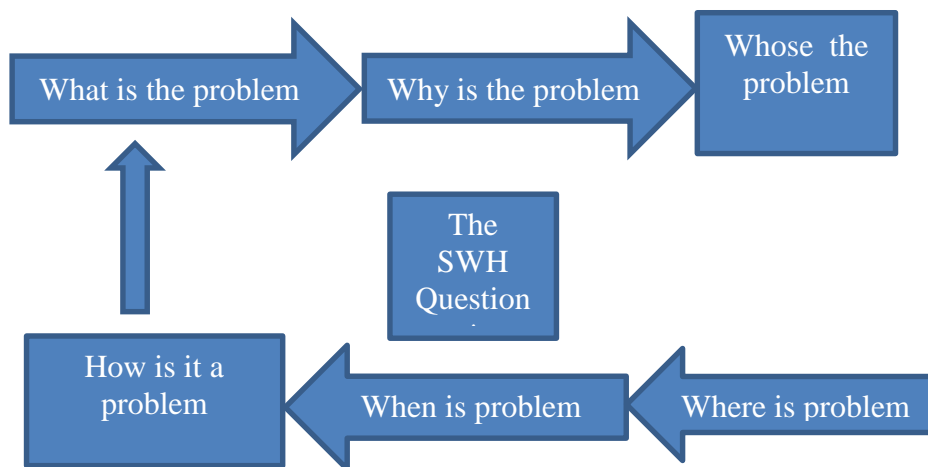 What is the problem
Why is the problem
Whose the
problem
The
SWH
Question
How is it a
problem
When is problem
Where is problem